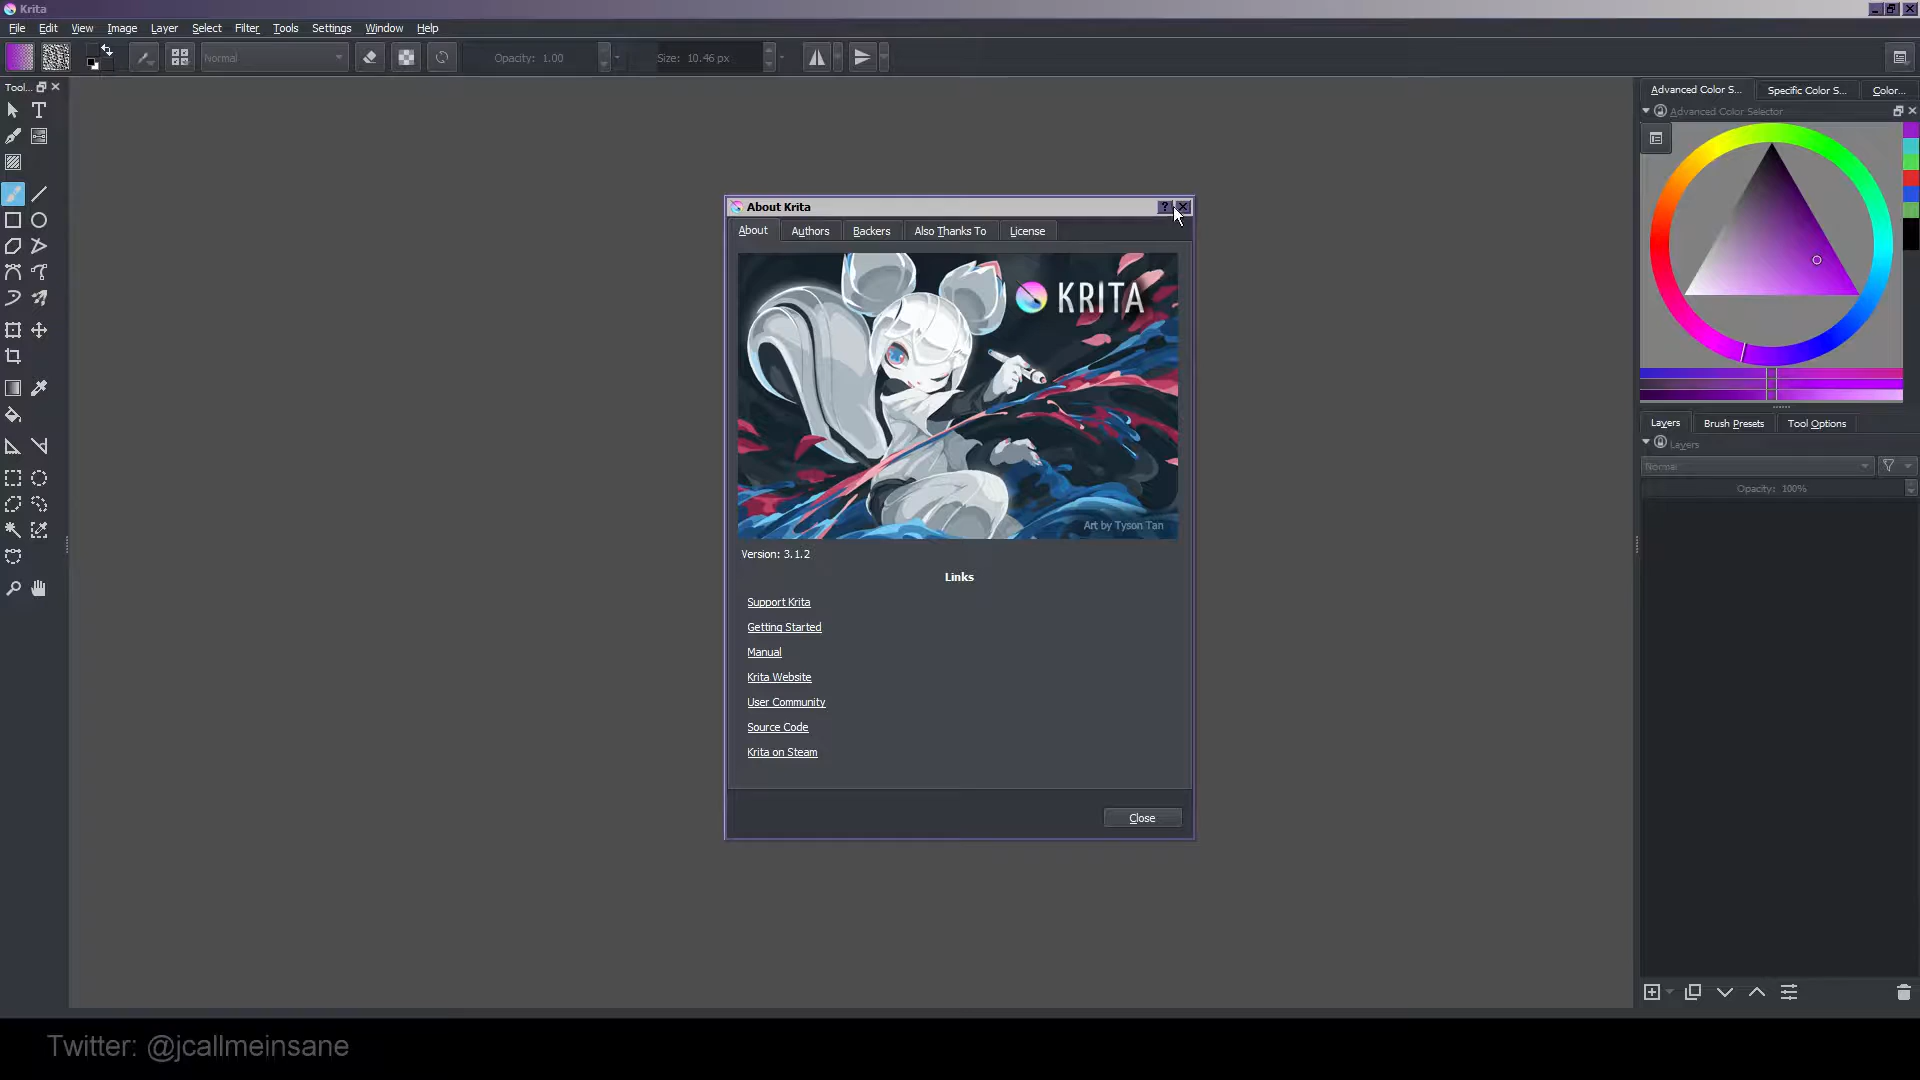 Krita
File Edit View Image Layer Select Filter Tools Settings Window Help
Normal
Opacity: 1.00
Size: 10.46 px
Tool...
Advanced Color S...
Specific Color S...
Color...
Advanced Color Selector
About Krita
About Authors Backers Also Thanks To License
KRITA
Art by Tyson Tan
Version: 3.1.2
Links
Support Krita
Getting Started
Manual
Krita Website
User Community
Source Code
Krita on Steam
Close
Layers Brush Presets Tool Options
Layers
Normal
Opacity: 100%
Twitter: @jcallmeinsane